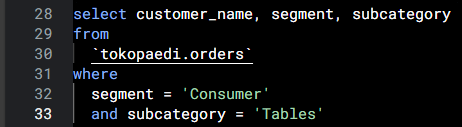 28 select customer_name, segment, subcategory
29 from
30 `tokopaedi.orders`
31 where
32 segment = 'Consumer'
33 and subcategory = 'Tables'